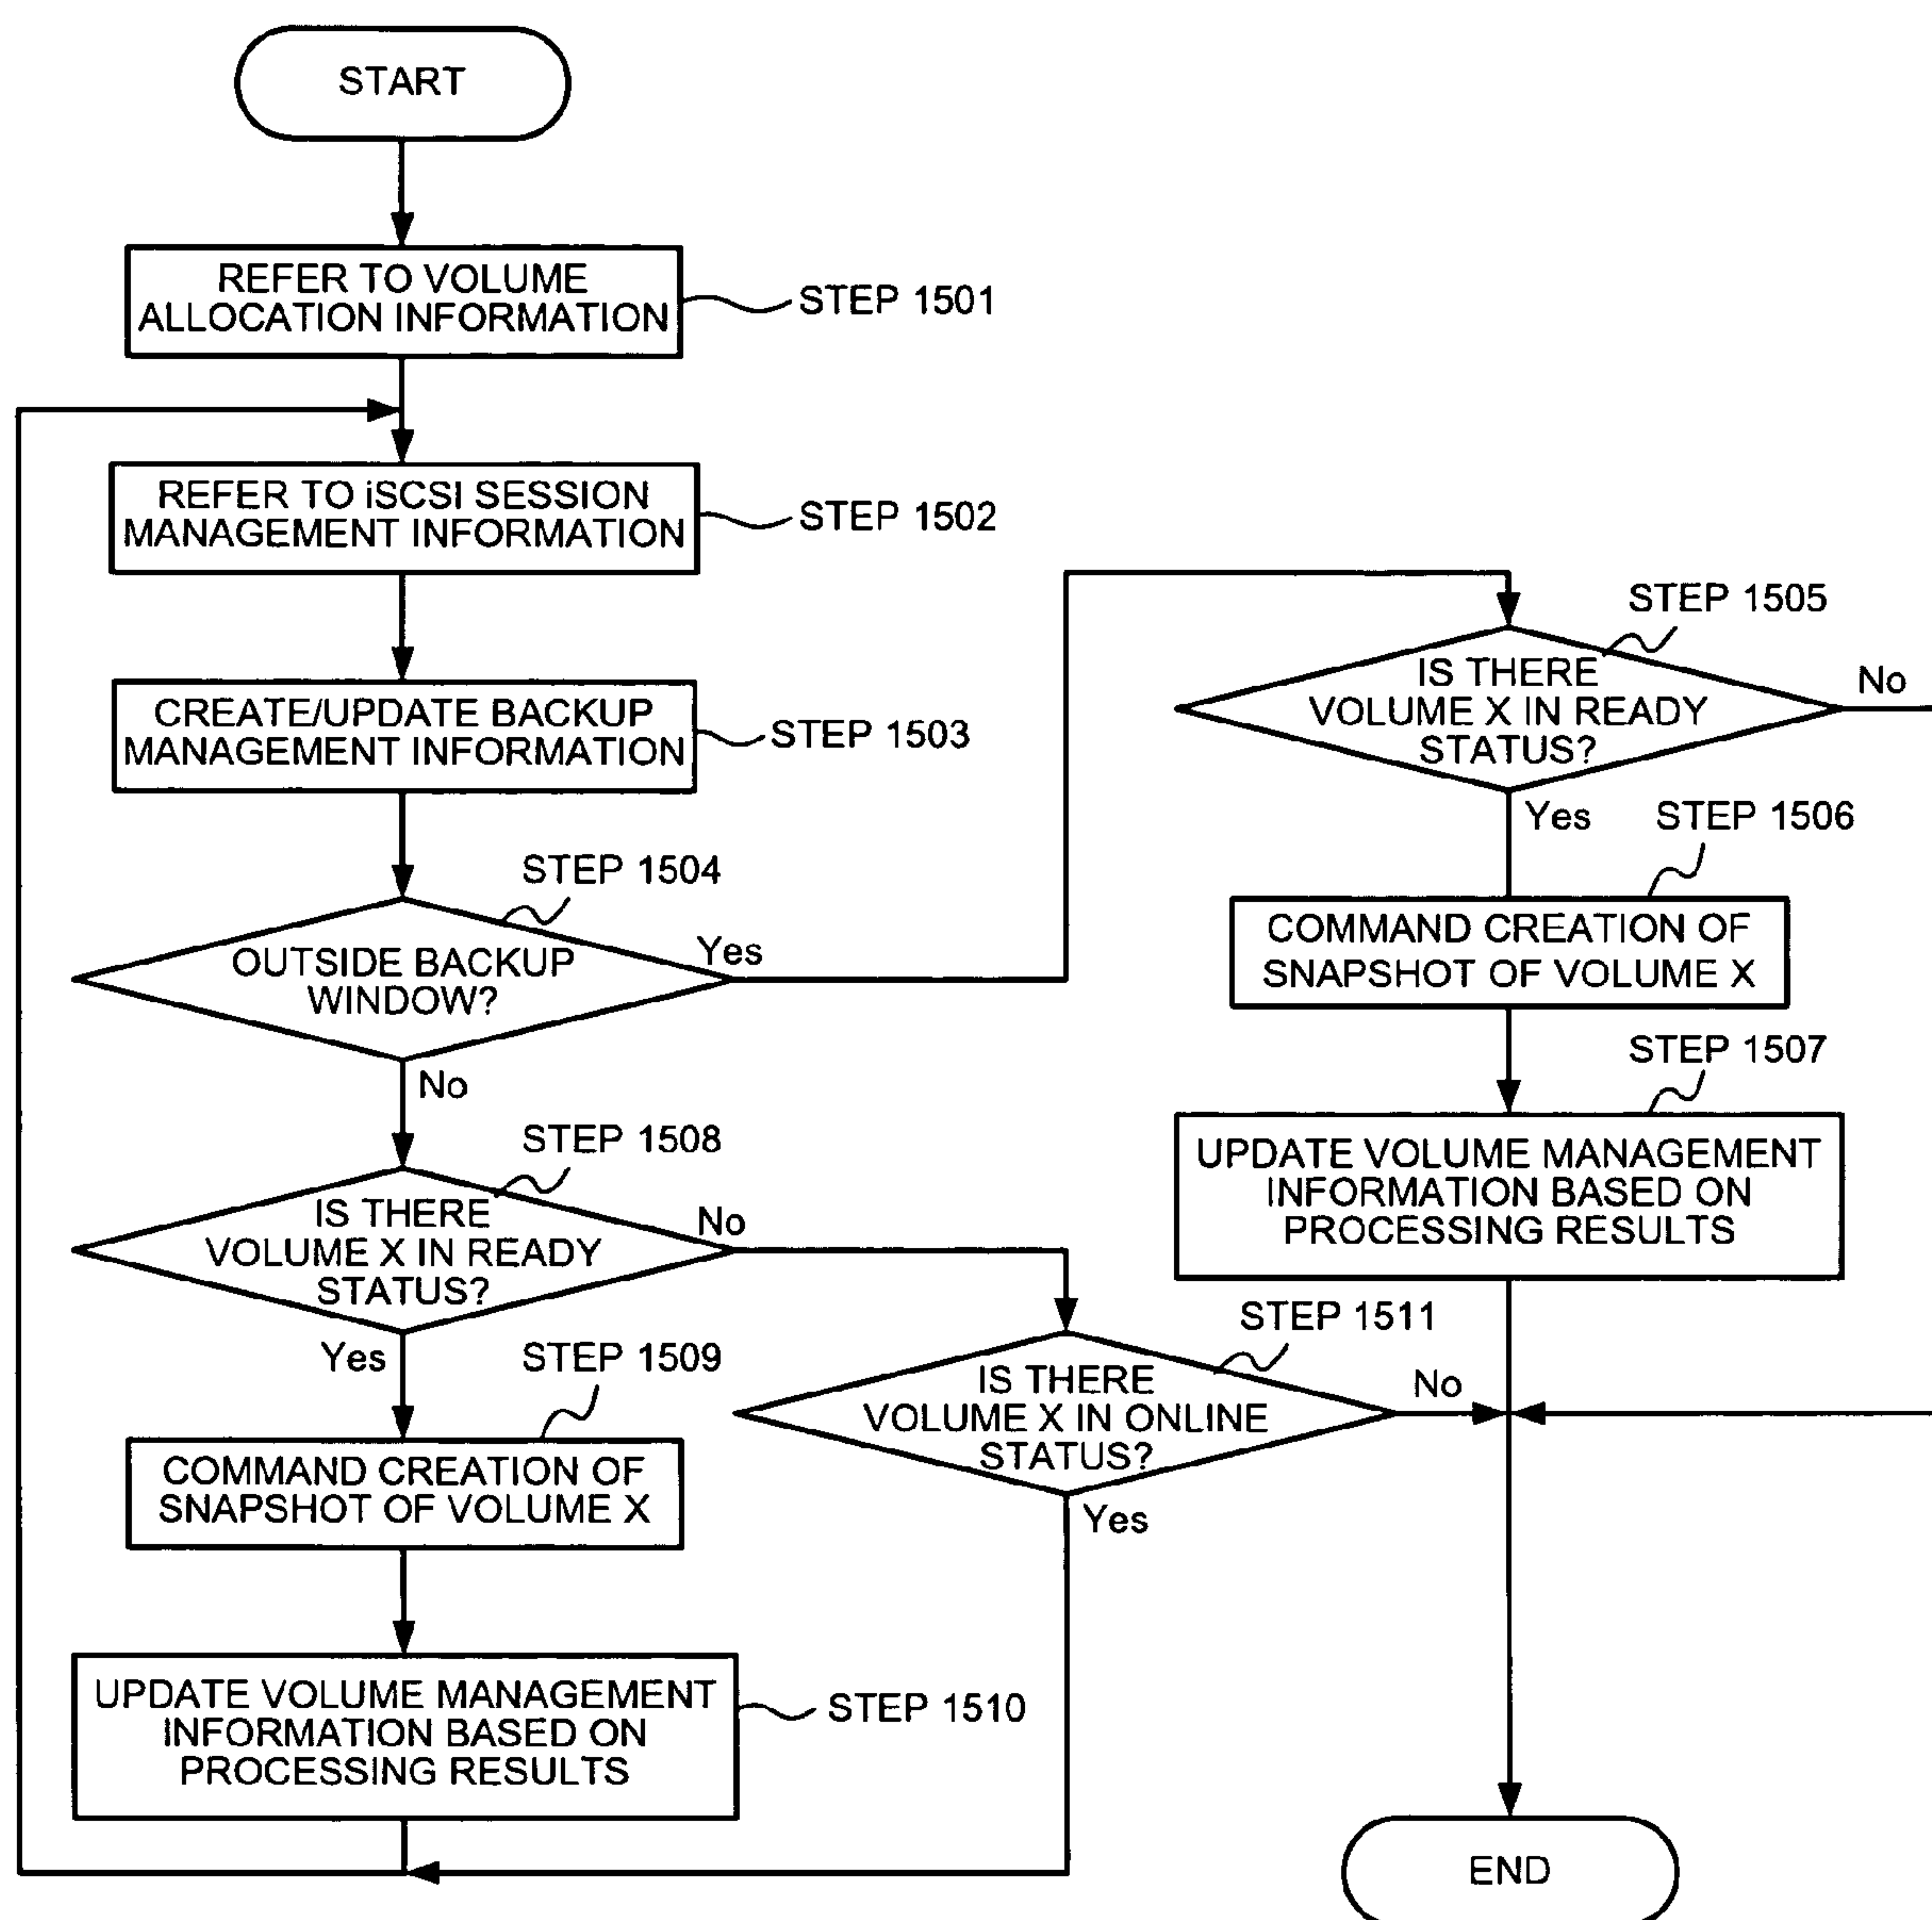 START
REFER TO VOLUME
ALLOCATION INFORMATION
STEP 1501
REFER TO iSCSI SESSION
MANAGEMENT INFORMATION
STEP 1502
CREATE/UPDATE BACKUP
MANAGEMENT INFORMATION
STEP 1503
STEP 1504
OUTSIDE BACKUP
WINDOW?
Yes
No
STEP 1505
IS THERE
VOLUME X IN READY
STATUS?
No
Yes
STEP 1506
COMMAND CREATION OF
SNAPSHOT OF VOLUME X
STEP 1507
UPDATE VOLUME MANAGEMENT
INFORMATION BASED ON
PROCESSING RESULTS
STEP 1508
IS THERE
VOLUME X IN READY
STATUS?
No
Yes
STEP 1509
COMMAND CREATION OF
SNAPSHOT OF VOLUME X
UPDATE VOLUME MANAGEMENT
INFORMATION BASED ON
PROCESSING RESULTS
STEP 1510
STEP 1511
IS THERE
VOLUME X IN ONLINE
STATUS?
No
Yes
END